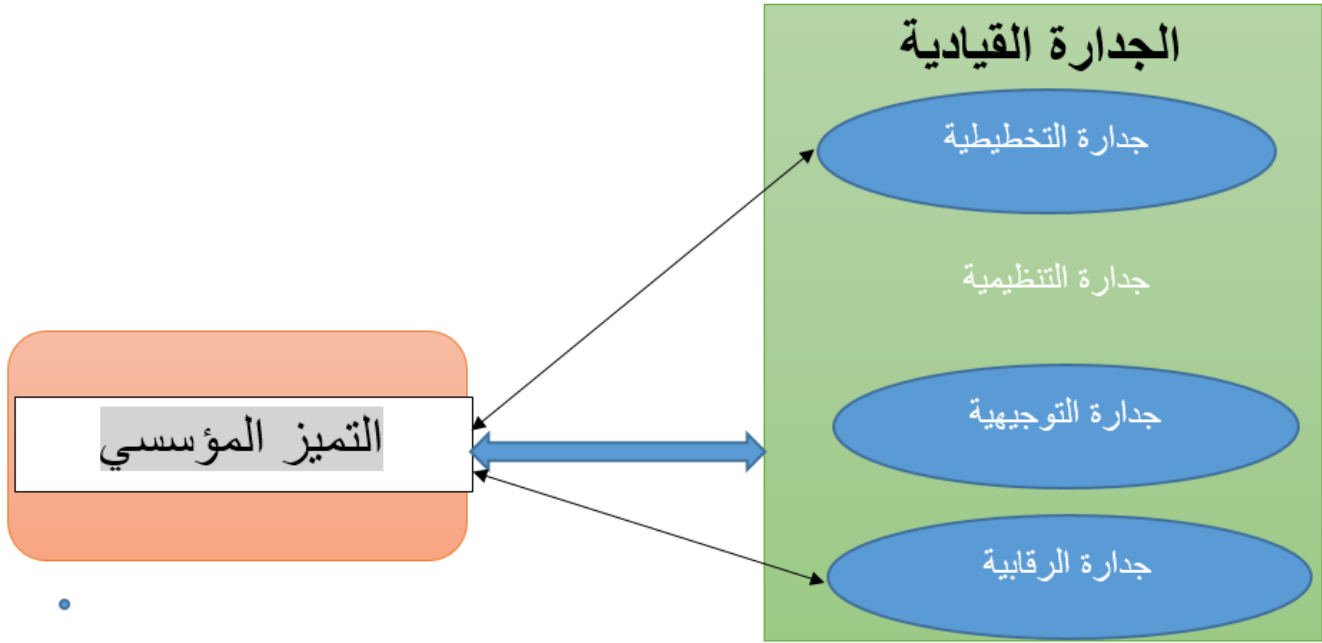 الجدارة القيادية
جدارة التخطيطية
جدارة التنظيمية
جدارة التوجيهية
جدارة الرقابية
التميز المؤسسي